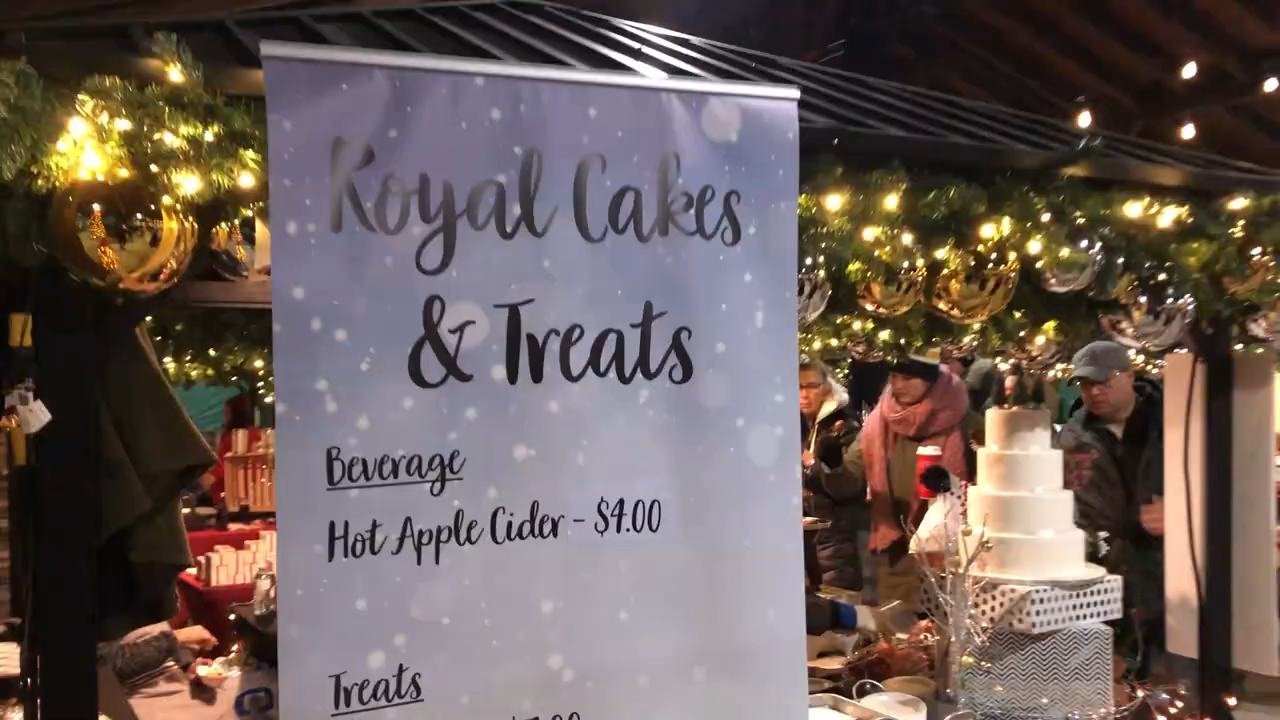 Royal Cakes
& Treats
Beverage
Hot Apple Cider - $4.00
Treats